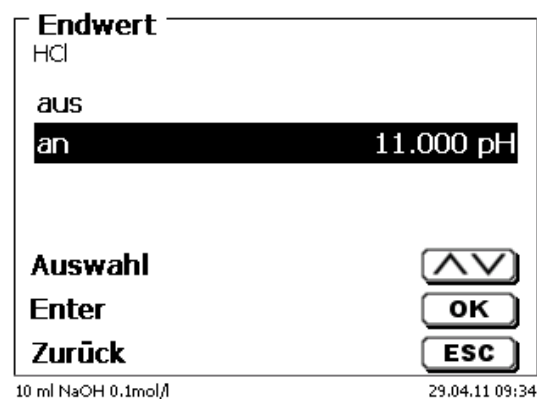 Endwert
HCl
aus
an 11.000 pH
Auswahl
Enter OK
Zurück ESC
10 ml NaOH 0.1mol/l 29.04.11 09:34